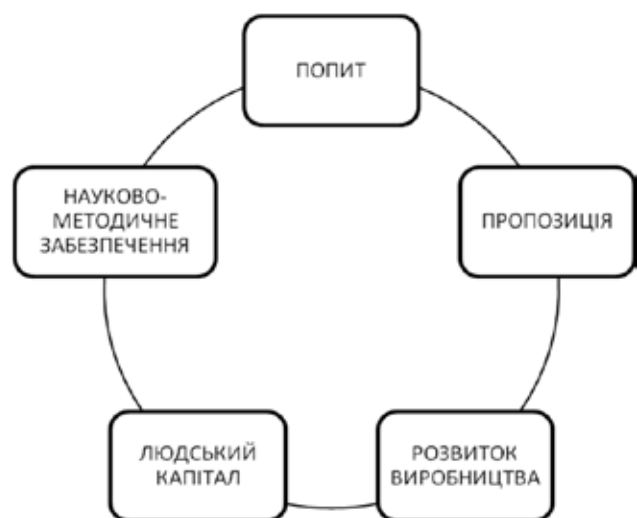 ПОПИТ
ПРОПОЗИЦІЯ
РОЗВИТОК
ВИРОБНИЦТВА
ЛЮДСЬКИЙ
КАПІТАЛ
НАУКОВО-
МЕТОДИЧНЕ
ЗАБЕЗПЕЧЕННЯ